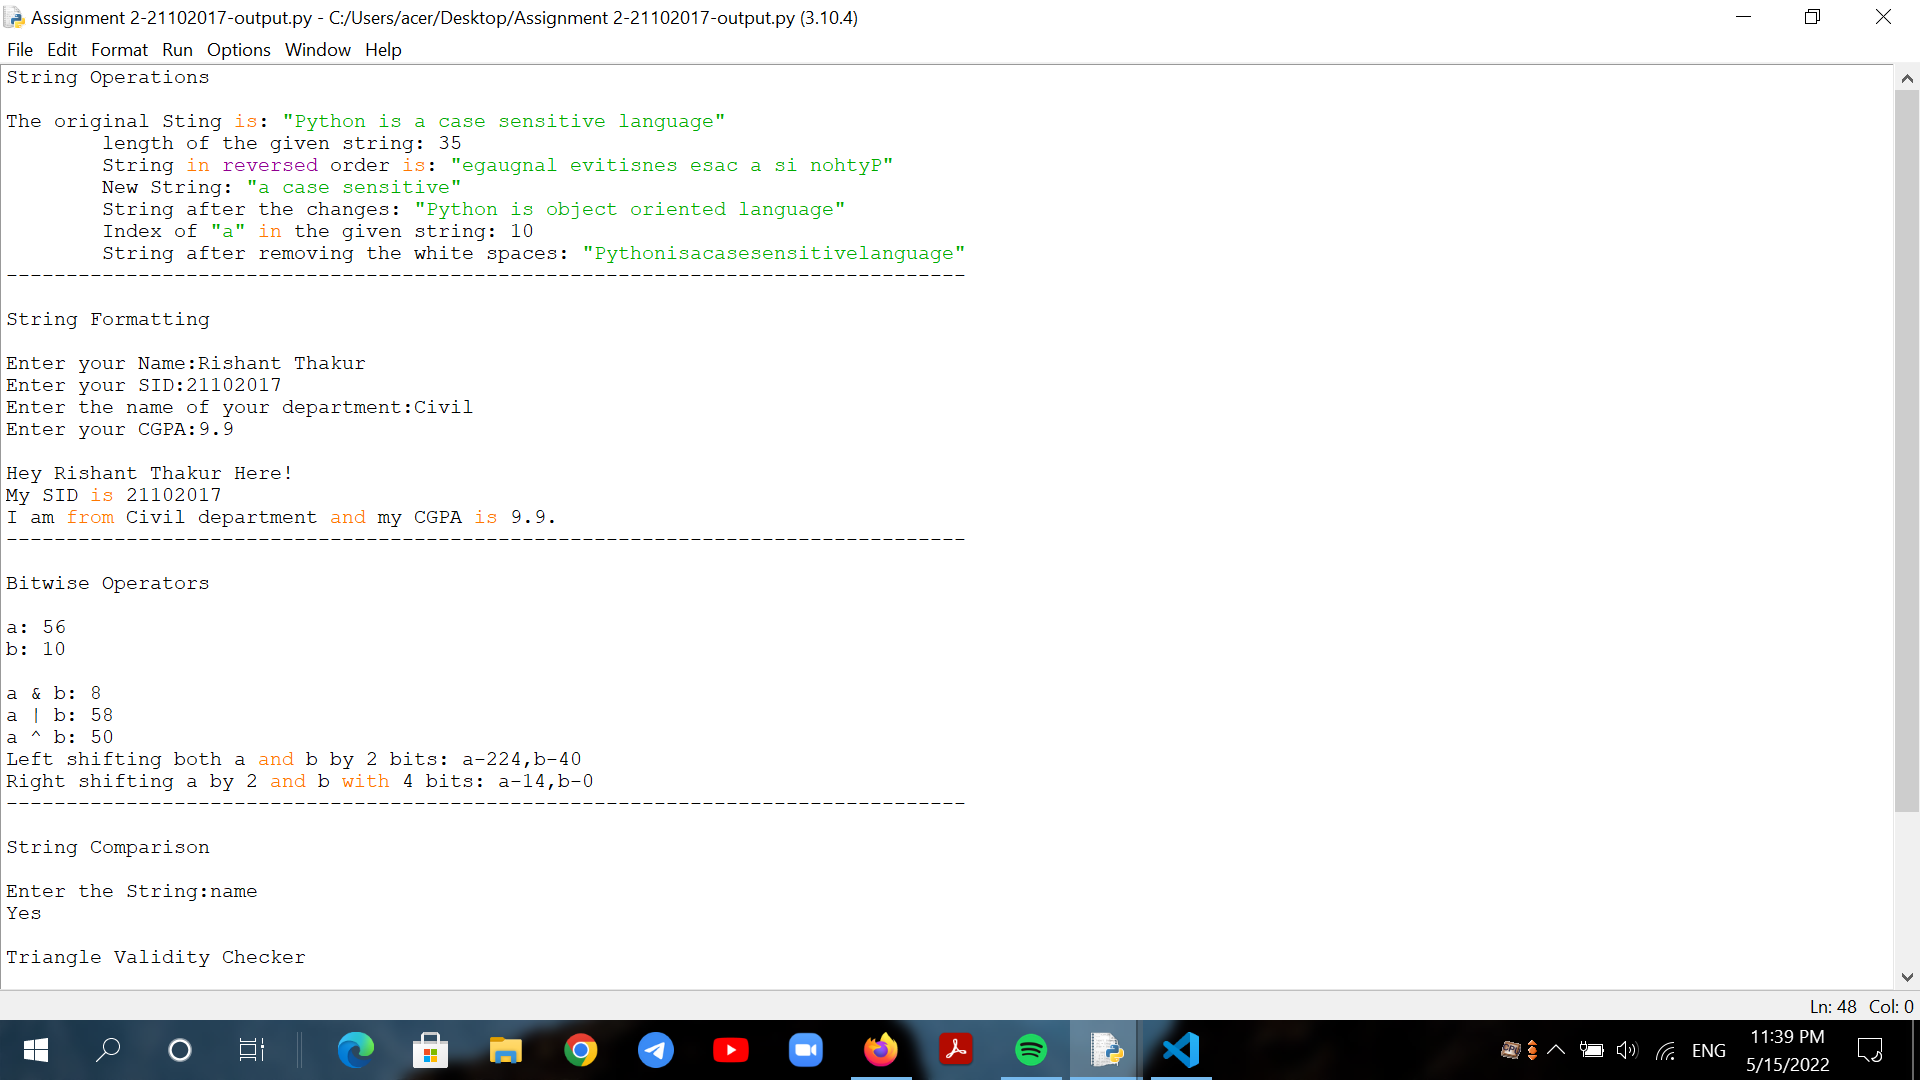 Assignment 2-21102017-output.py - C:/Users/acer/Desktop/Assignment 2-21102017-output.py (3.10.4)
File Edit Format Run Options Window Help
String Operations
The original Sting is: "Python is a case sensitive language"
length of the given string: 35
String in reversed order is: "egaugnal evitisnes esac a si nohtyP"
New String: "a case sensitive"
String after the changes: "Python is object oriented language"
Index of "a" in the given string: 10
String after removing the white spaces: "Pythonisacasesensitivelanguage"
--------------------------------------------------------------------------------
String Formatting
Enter your Name:Rishant Thakur
Enter your SID:21102017
Enter the name of your department:Civil
Enter your CGPA:9.9
Hey Rishant Thakur Here!
My SID is 21102017
I am from Civil department and my CGPA is 9.9.
--------------------------------------------------------------------------------
Bitwise Operators
a: 56
b: 10
a & b: 8
a | b: 58
a ^ b: 50
Left shifting both a and b by 2 bits: a-224,b-40
Right shifting a by 2 and b with 4 bits: a-14,b-0
--------------------------------------------------------------------------------
String Comparison
Enter the String:name
Yes
Triangle Validity Checker
Ln: 48 Col: 0
ENG
11:39 PM
5/15/2022